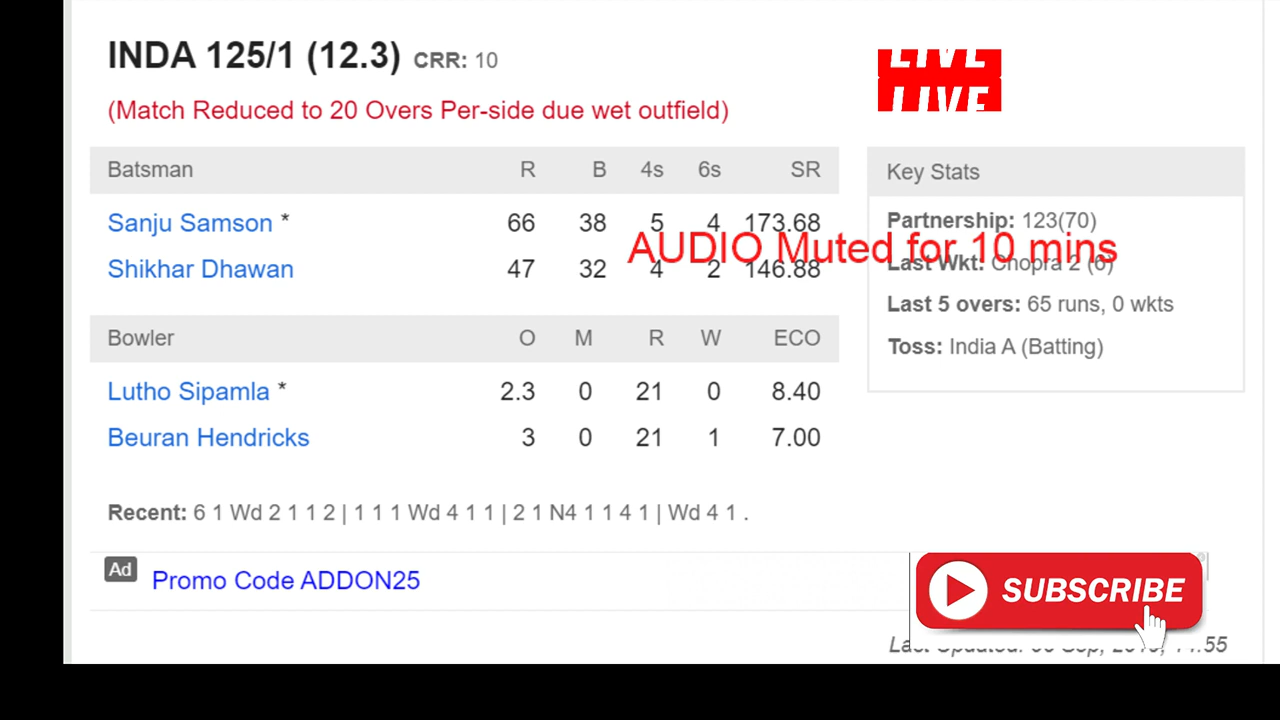 INDA 125/1 (12.3) CRR: 10
LIVE
(Match Reduced to 20 Overs Per-side due wet outfield)
Batsman R B 4s 6s SR
Sanju Samson * 66 38 5 4 173.68
Shikhar Dhawan 47 32 4 2 146.88
AUDIO Muted for 10 mins
Key Stats
Partnership: 123(70)
Last Wkt: Chopra 2 (6)
Last 5 overs: 65 runs, 0 wkts
Toss: India A (Batting)
Bowler O M R W ECO
Lutho Sipamla * 2.3 0 21 0 8.40
Beuran Hendricks 3 0 21 1 7.00
Recent: 6 1 Wd 2 1 1 2 | 1 1 1 Wd 4 1 1 | 2 1 N4 1 1 4 1 | Wd 4 1 .
Ad
Promo Code ADDON25
SUBSCRIBE
Last Updated: Sep,